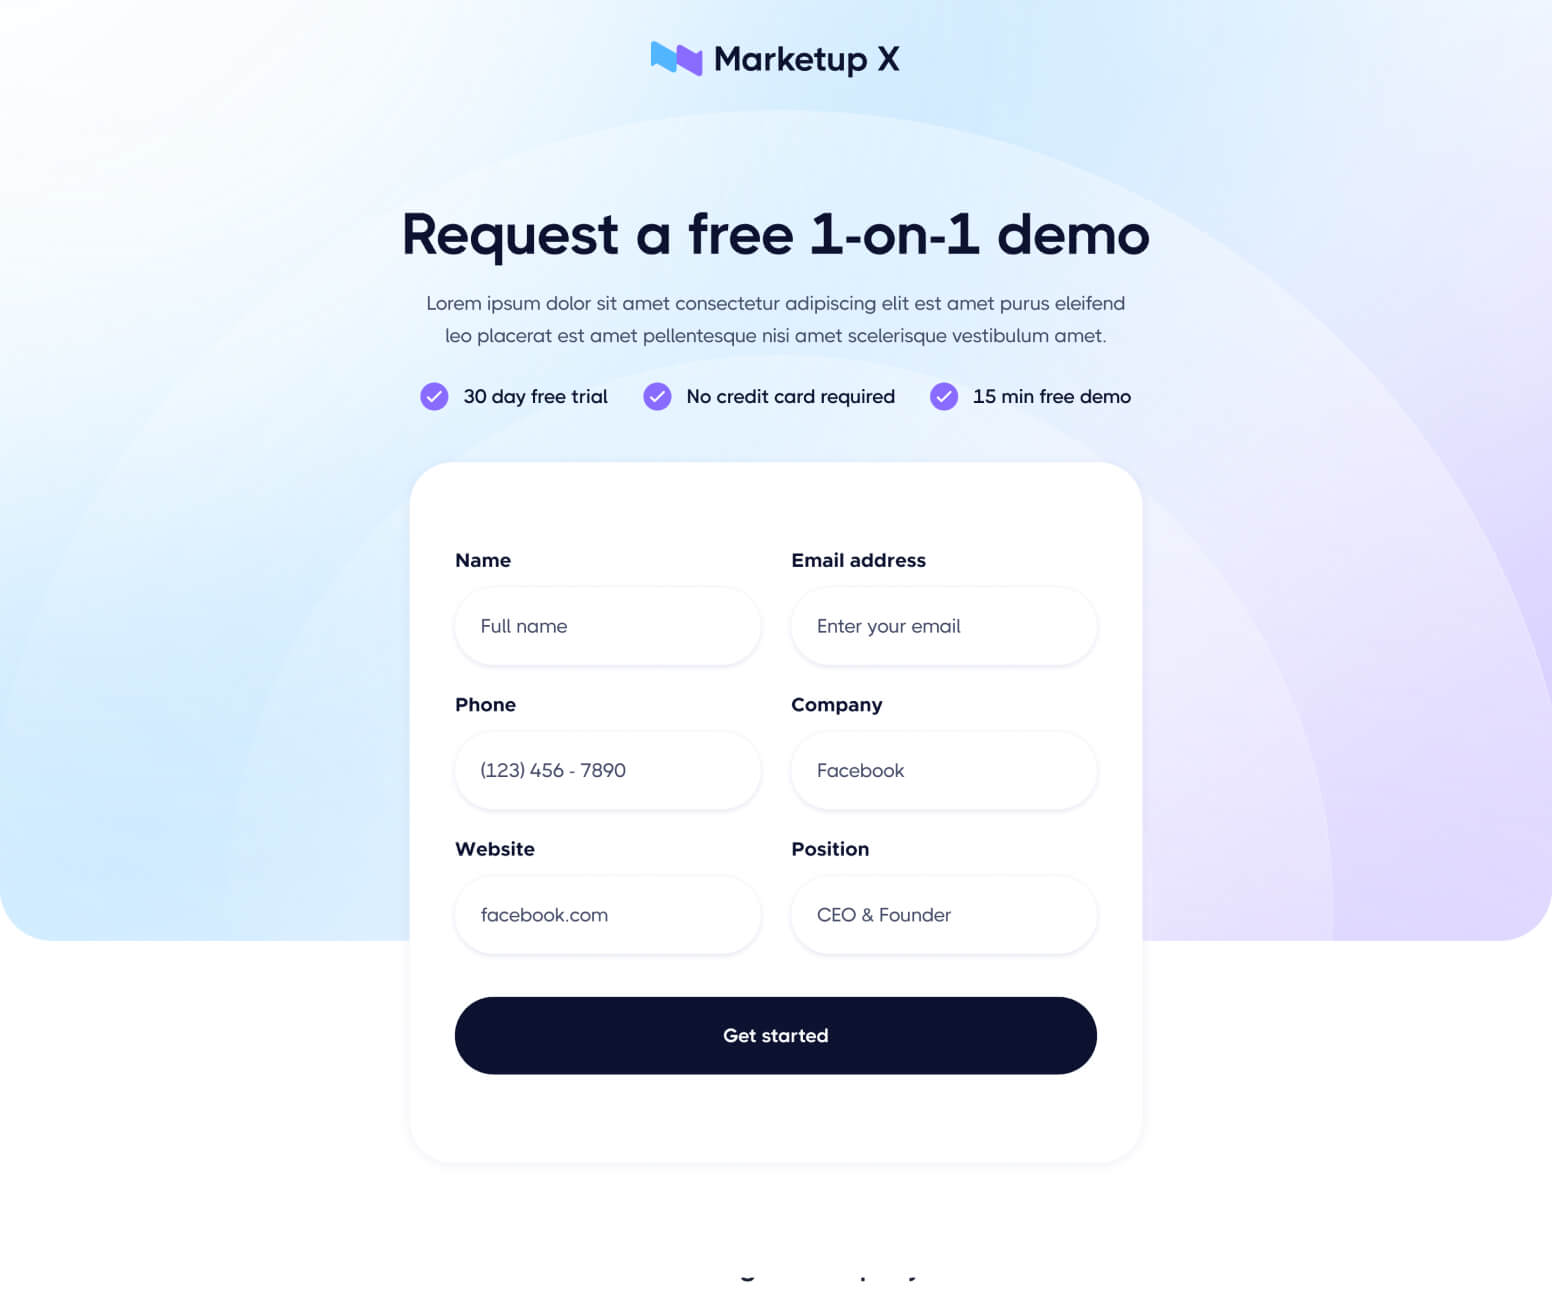 Marketup X
Request a free 1-on-1 demo
Lorem ipsum dolor sit amet consectetur adipiscing elit est amet purus eleifend
leo placerat est amet pellentesque nisi amet scelerisque vestibulum amet.
30 day free trial
No credit card required
15 min free demo
Name
Email address
Full name
Enter your email
Phone
Company
(123) 456 - 7890
Facebook
Website
Position
facebook.com
CEO & Founder
Get started